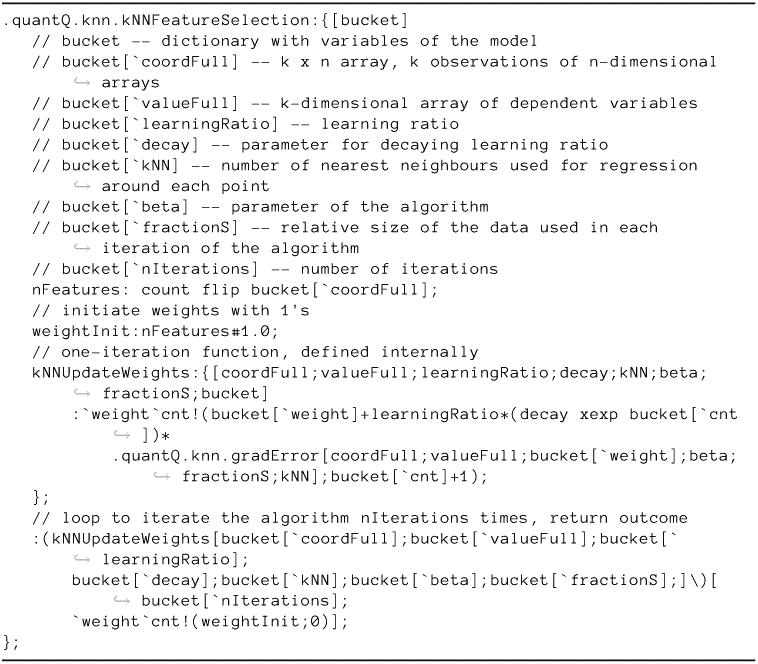 .quantQ.knn.kNNFeatureSelection:{[bucket]
// bucket -- dictionary with variables of the model
// bucket[`coordFull] -- k x n array, k observations of n-dimensional
↪ arrays
// bucket[`valueFull] -- k-dimensional array of dependent variables
// bucket[`learningRatio] -- learning ratio
// bucket[`decay] -- parameter for decaying learning ratio
// bucket[`kNN] -- number of nearest neighbours used for regression
↪ around each point
// bucket[`beta] -- parameter of the algorithm
// bucket[`fractionS] -- relative size of the data used in each
↪ iteration of the algorithm
// bucket[`nIterations] -- number of iterations
nFeatures: count flip bucket[`coordFull];
// initiate weights with 1's
weightInit:nFeatures#1.0;
// one-iteration function, defined internally
kNNUpdateWeights:{[coordFull;valueFull;learningRatio;decay;kNN;beta;
↪ fractionS;bucket]
:`weight`cnt!(bucket[`weight]+learningRatio*(decay xexp bucket[`cnt
↪ ])*
.quantQ.knn.gradError[coordFull;valueFull;bucket[`weight];beta;
↪ fractionS;kNN];bucket[`cnt]+1);
};
// loop to iterate the algorithm nIterations times, return outcome
:(kNNUpdateWeights[bucket[`coordFull];bucket[`valueFull];bucket[`
↪ learningRatio];
bucket[`decay];bucket[`kNN];bucket[`beta];bucket[`fractionS];]\)[
↪ bucket[`nIterations];
`weight`cnt!(weightInit;0)];
};